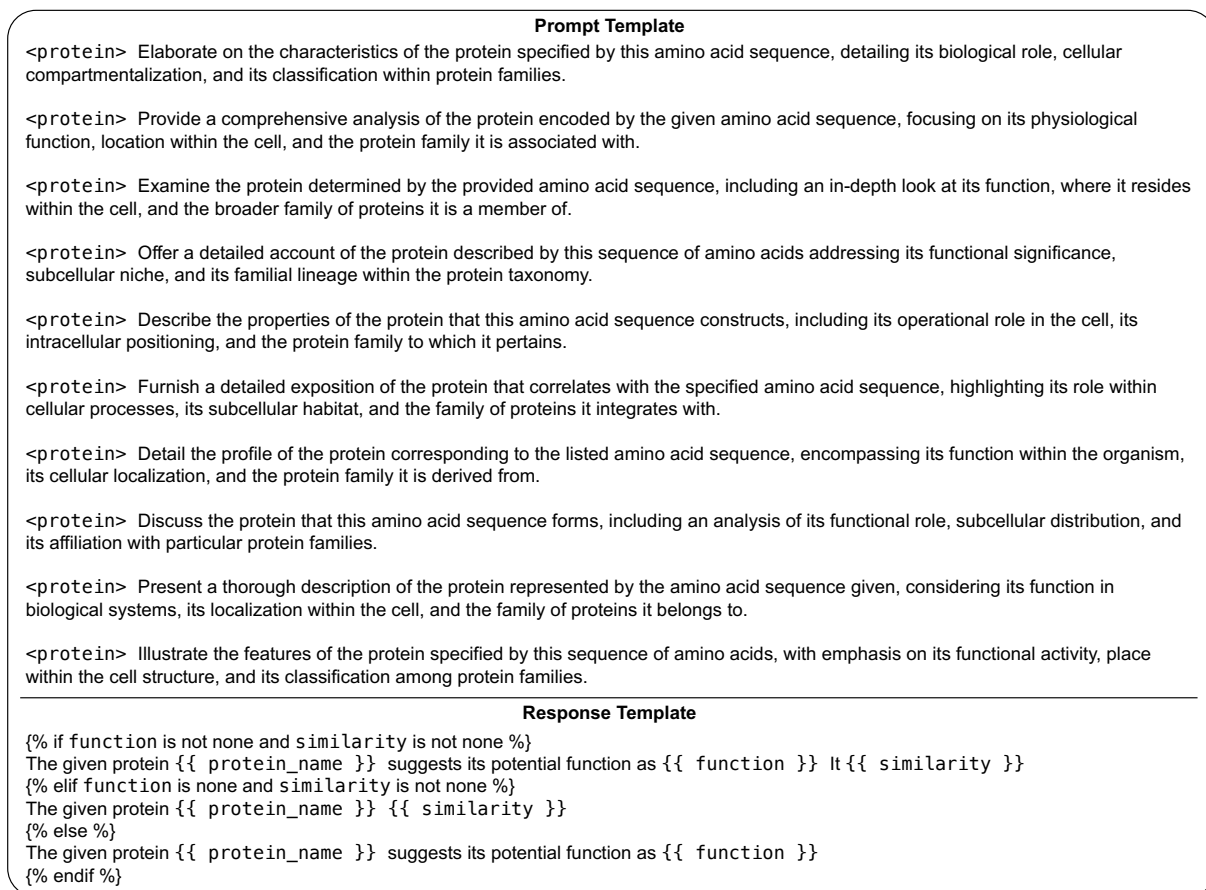 Prompt Template
<protein> Elaborate on the characteristics of the protein specified by this amino acid sequence, detailing its biological role, cellular
compartmentalization, and its classification within protein families.
<protein> Provide a comprehensive analysis of the protein encoded by the given amino acid sequence, focusing on its physiological
function, location within the cell, and the protein family it is associated with.
<protein> Examine the protein determined by the provided amino acid sequence, including an in-depth look at its function, where it resides
within the cell, and the broader family of proteins it is a member of.
<protein> Offer a detailed account of the protein described by this sequence of amino acids addressing its functional significance,
subcellular niche, and its familial lineage within the protein taxonomy.
<protein> Describe the properties of the protein that this amino acid sequence constructs, including its operational role in the cell, its
intracellular positioning, and the protein family to which it pertains.
<protein> Furnish a detailed exposition of the protein that correlates with the specified amino acid sequence, highlighting its role within
cellular processes, its subcellular habitat, and the family of proteins it integrates with.
<protein> Detail the profile of the protein corresponding to the listed amino acid sequence, encompassing its function within the organism,
its cellular localization, and the protein family it is derived from.
<protein> Discuss the protein that this amino acid sequence forms, including an analysis of its functional role, subcellular distribution, and
its affiliation with particular protein families.
<protein> Present a thorough description of the protein represented by the amino acid sequence given, considering its function in
biological systems, its localization within the cell, and the family of proteins it belongs to.
<protein> Illustrate the features of the protein specified by this sequence of amino acids, with emphasis on its functional activity, place
within the cell structure, and its classification among protein families.
Response Template
{% if function is not none and similarity is not none %}
The given protein {{ protein_name }} suggests its potential function as {{ function }} It {{ similarity }}
{% elif function is none and similarity is not none %}
The given protein {{ protein_name }} {{ similarity }}
{% else %}
The given protein {{ protein_name }} suggests its potential function as {{ function }}
{% endif %}